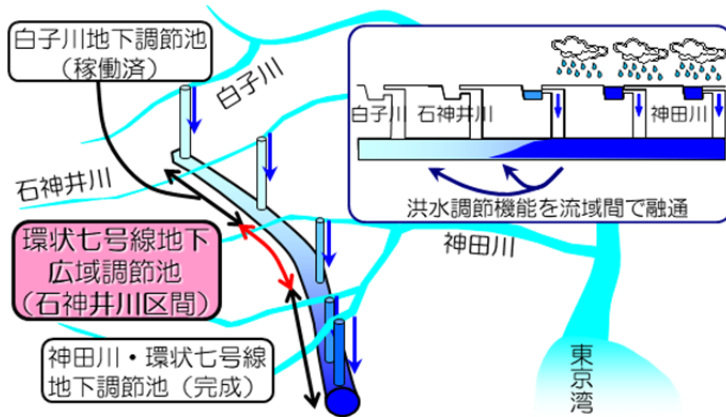 白子川地下調節池
（稼働済）
白子川
石神井川
環状七号線地下
広域調節池
（石神井川区間）
神田川・環状七号線
地下調節池（完成）
白子川
石神井川
神田川
洪水調節機能を流域間で融通
神田川
東京湾